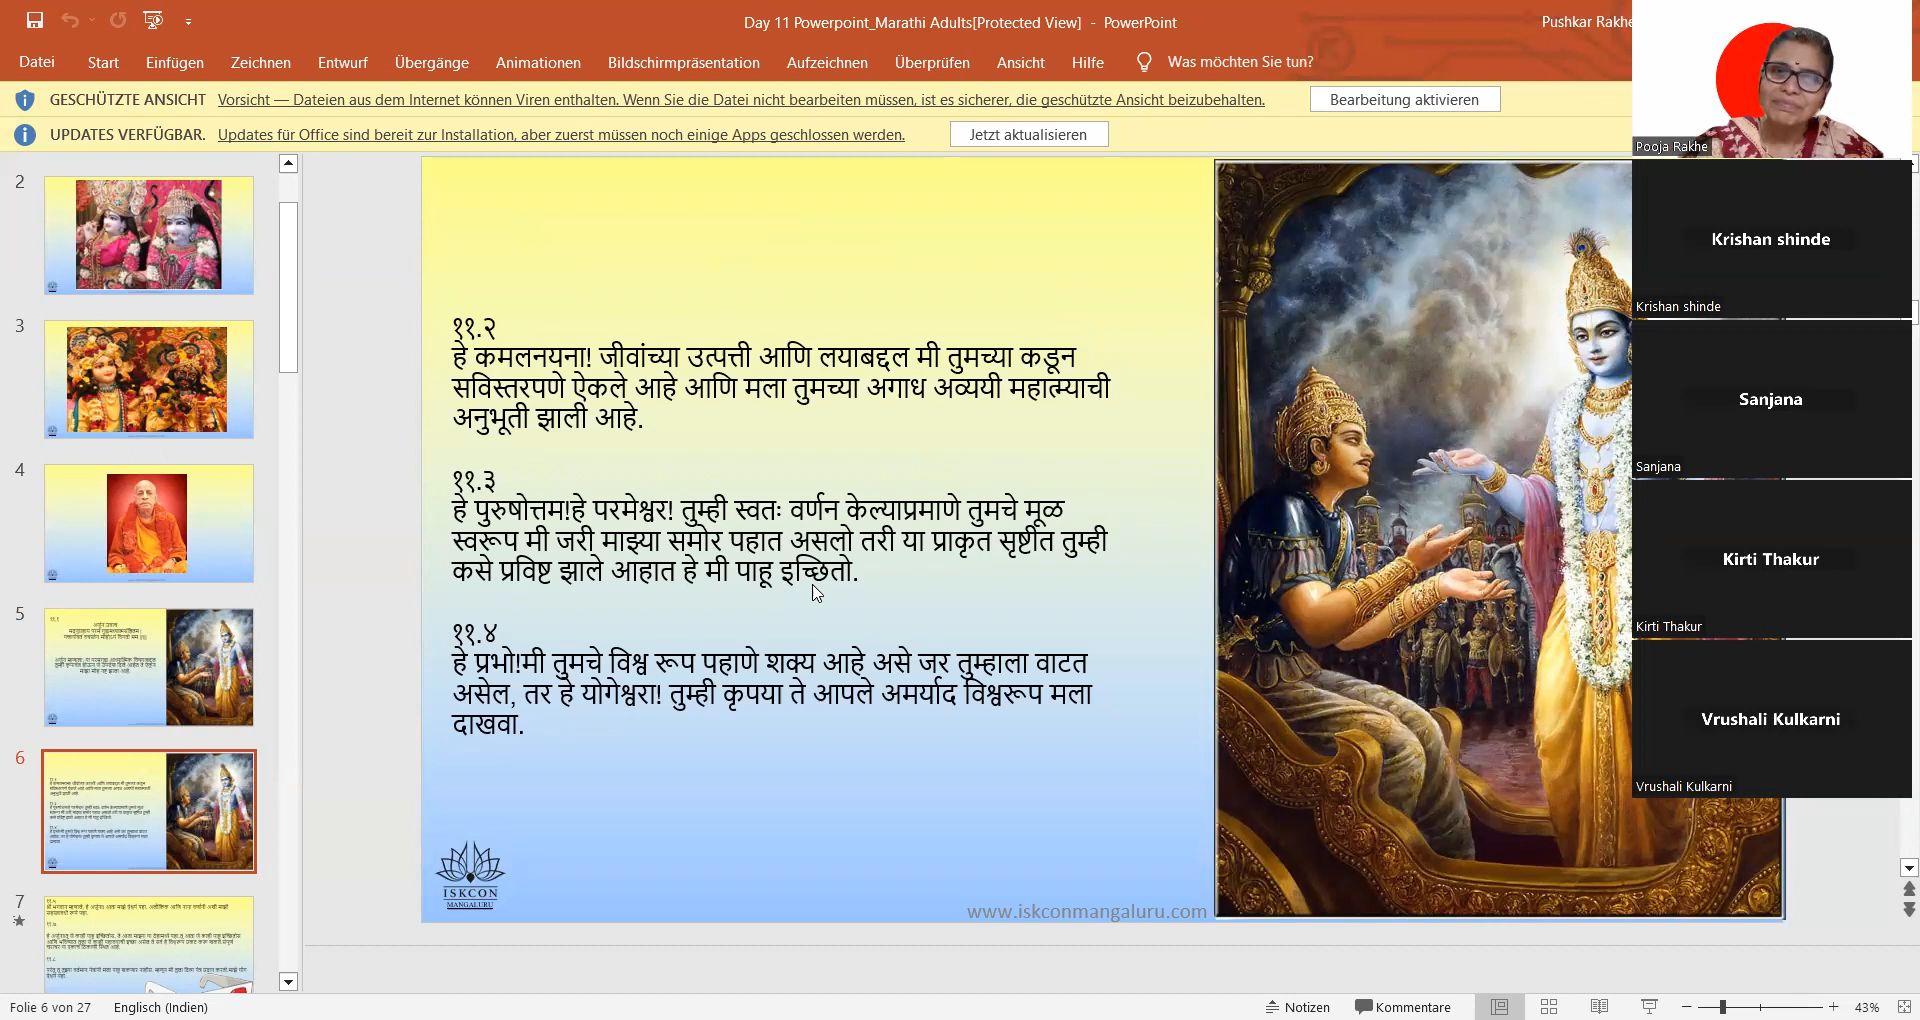 Day 11 Powerpoint_Marathi Adults[Protected View] - PowerPoint
Pushkar Rakhe
Datei Start Einfügen Zeichnen Entwurf Übergänge Animationen Bildschirmpräsentation Aufzeichnen Überprüfen Ansicht Hilfe Was möchten Sie tun?
GESCHÜTZTE ANSICHT Vorsicht — Dateien aus dem Internet können Viren enthalten. Wenn Sie die Datei nicht bearbeiten müssen, ist es sicherer, die geschützte Ansicht beizubehalten. Bearbeitung aktivieren
UPDATES VERFÜGBAR. Updates für Office sind bereit zur Installation, aber zuerst müssen noch einige Apps geschlossen werden. Jetzt aktualisieren
2
3
4
5
6
7
११.२
हे कमलनयना! जीवांच्या उत्पत्ती आणि लयाबद्दल मी तुमच्या कडून
सविस्तरपणे ऐकले आहे आणि मला तुमच्या अगाध अव्ययी महात्म्याची
अनुभूती झाली आहे.
११.३
हे पुरुषोत्तम!हे परमेश्वर! तुम्ही स्वतः वर्णन केल्याप्रमाणे तुमचे मूळ
स्वरूप मी जरी माझ्या समोर पहात असलो तरी या प्राकृत सृष्टीत तुम्ही
कसे प्रविष्ट झाले आहात हे मी पाहू इच्छितो.
११.४
हे प्रभो!मी तुमचे विश्व रूप पहाणे शक्य आहे असे जर तुम्हाला वाटत
असेल, तर हे योगेश्वरा! तुम्ही कृपया ते आपले अमर्याद विश्वरूप मला
दाखवा.
ISKCON
MANGALURU
www.iskconmangaluru.com
Pooja Rakhe
Krishan shinde
Krishan shinde
Sanjana
Sanjana
Kirti Thakur
Kirti Thakur
Vrushali Kulkarni
Vrushali Kulkarni
Folie 6 von 27 Englisch (Indien) Notizen Kommentare 43%